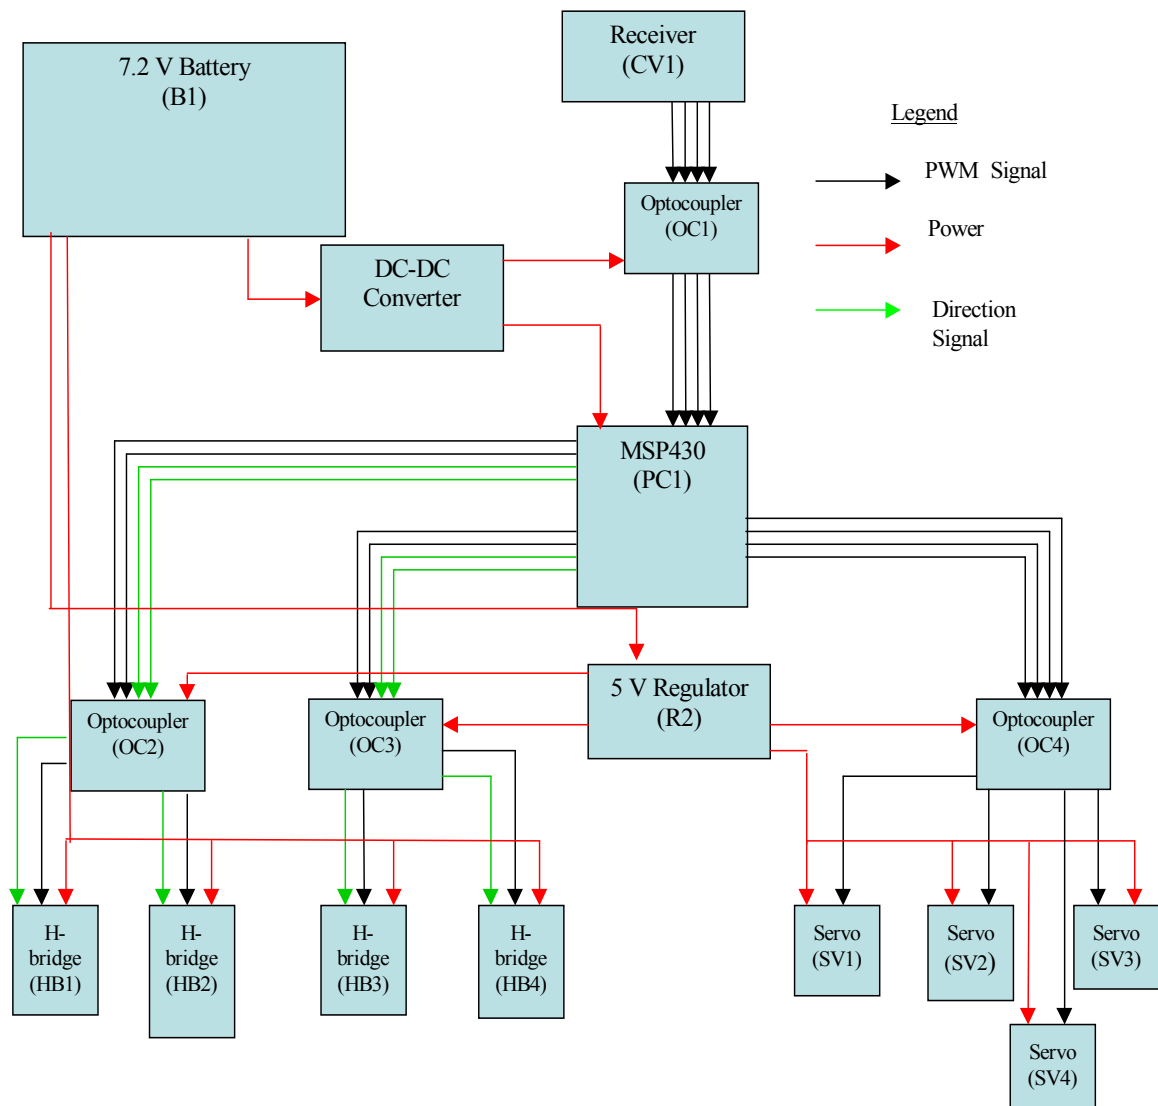 7.2 V Battery
(B1)
Receiver
(CV1)
Legend
PWM Signal
Power
Direction
Signal
Optocoupler
(OC1)
DC-DC
Converter
MSP430
(PC1)
5 V Regulator
(R2)
Optocoupler
(OC2)
Optocoupler
(OC3)
Optocoupler
(OC4)
H-
bridge
(HB1)
H-
bridge
(HB2)
H-
bridge
(HB3)
H-
bridge
(HB4)
Servo
(SV1)
Servo
(SV2)
Servo
(SV3)
Servo
(SV4)